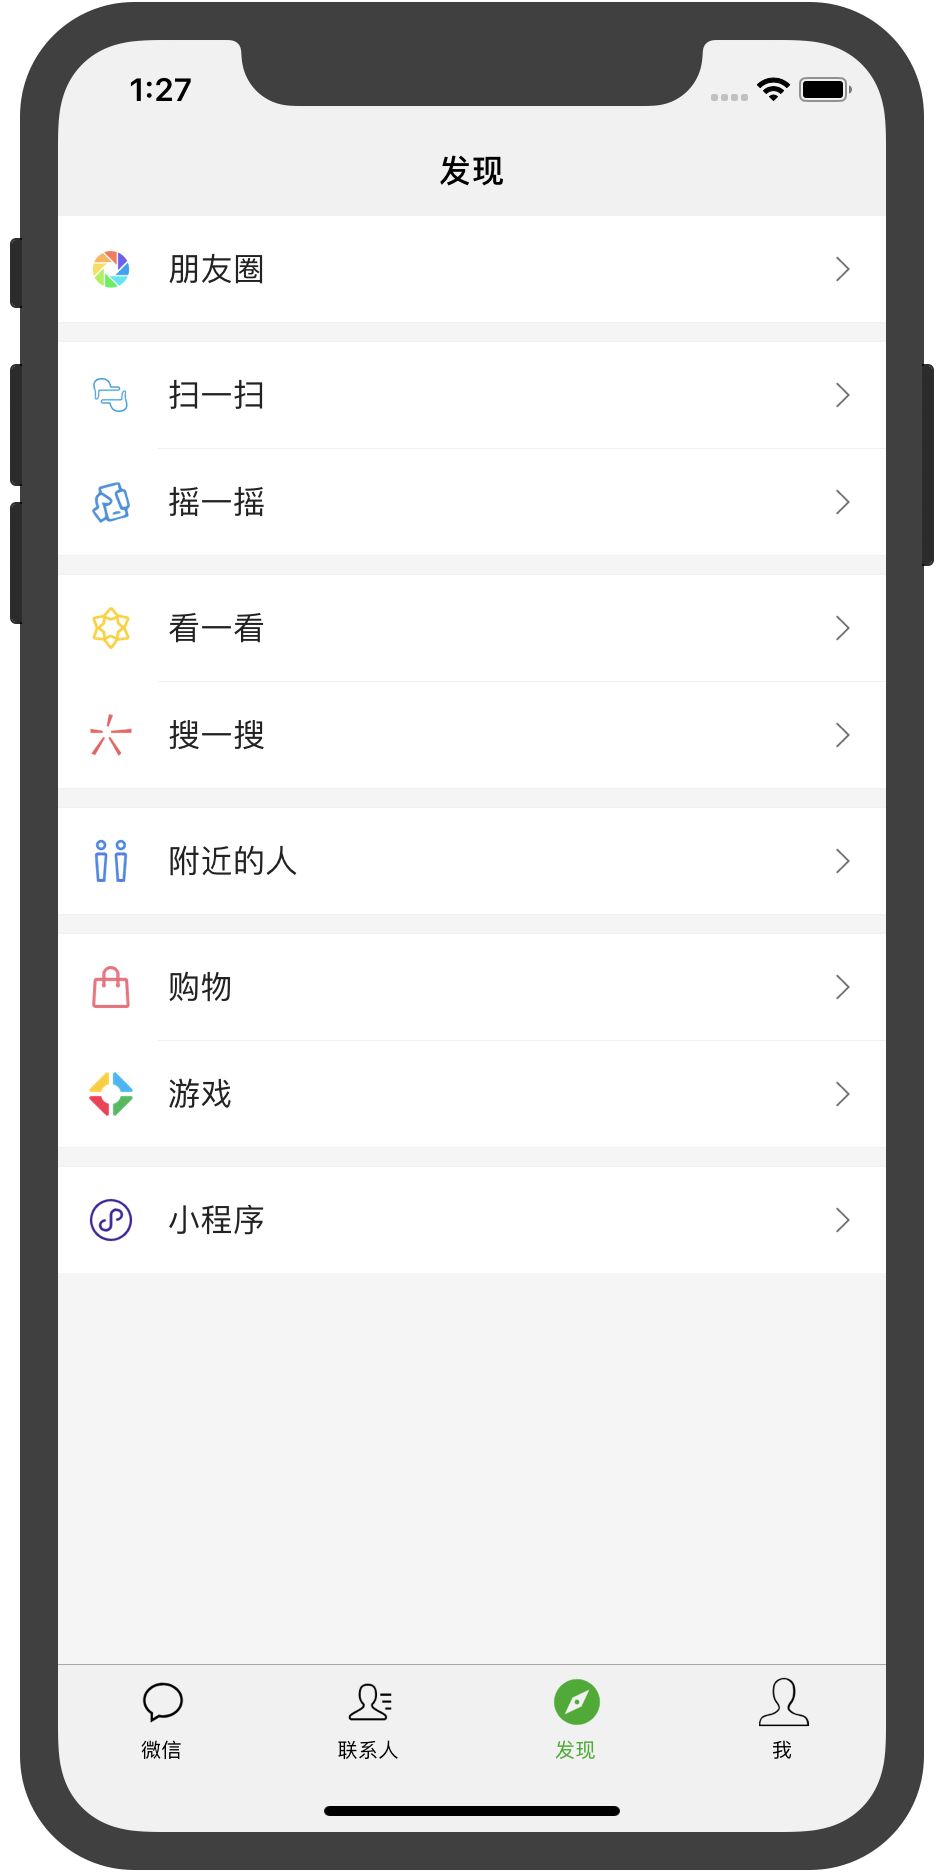 1:27
发现
朋友圈
扫一扫
摇一摇
看一看
搜一搜
附近的人
购物
游戏
小程序
微信
联系人
发现
我